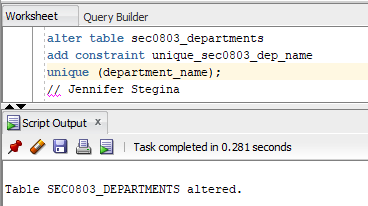 Worksheet Query Builder
alter table sec0803_departments
add constraint unique_sec0803_dep_name
unique (department_name);
// Jennifer Stegina
Script Output x
Task completed in 0.281 seconds
Table SEC0803_DEPARTMENTS altered.